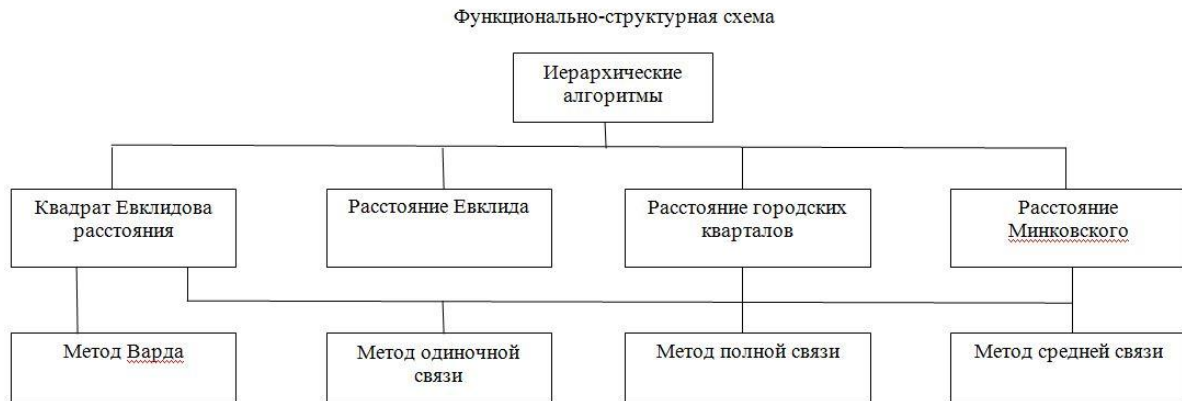 Функционально-структурная схема
Иерархические
алгоритмы
Квадрат Евклидова
расстояния
Расстояние Евклида
Расстояние городских
кварталов
Расстояние
Минковского
Метод Варда
Метод одиночной
связи
Метод полной связи
Метод средней связи